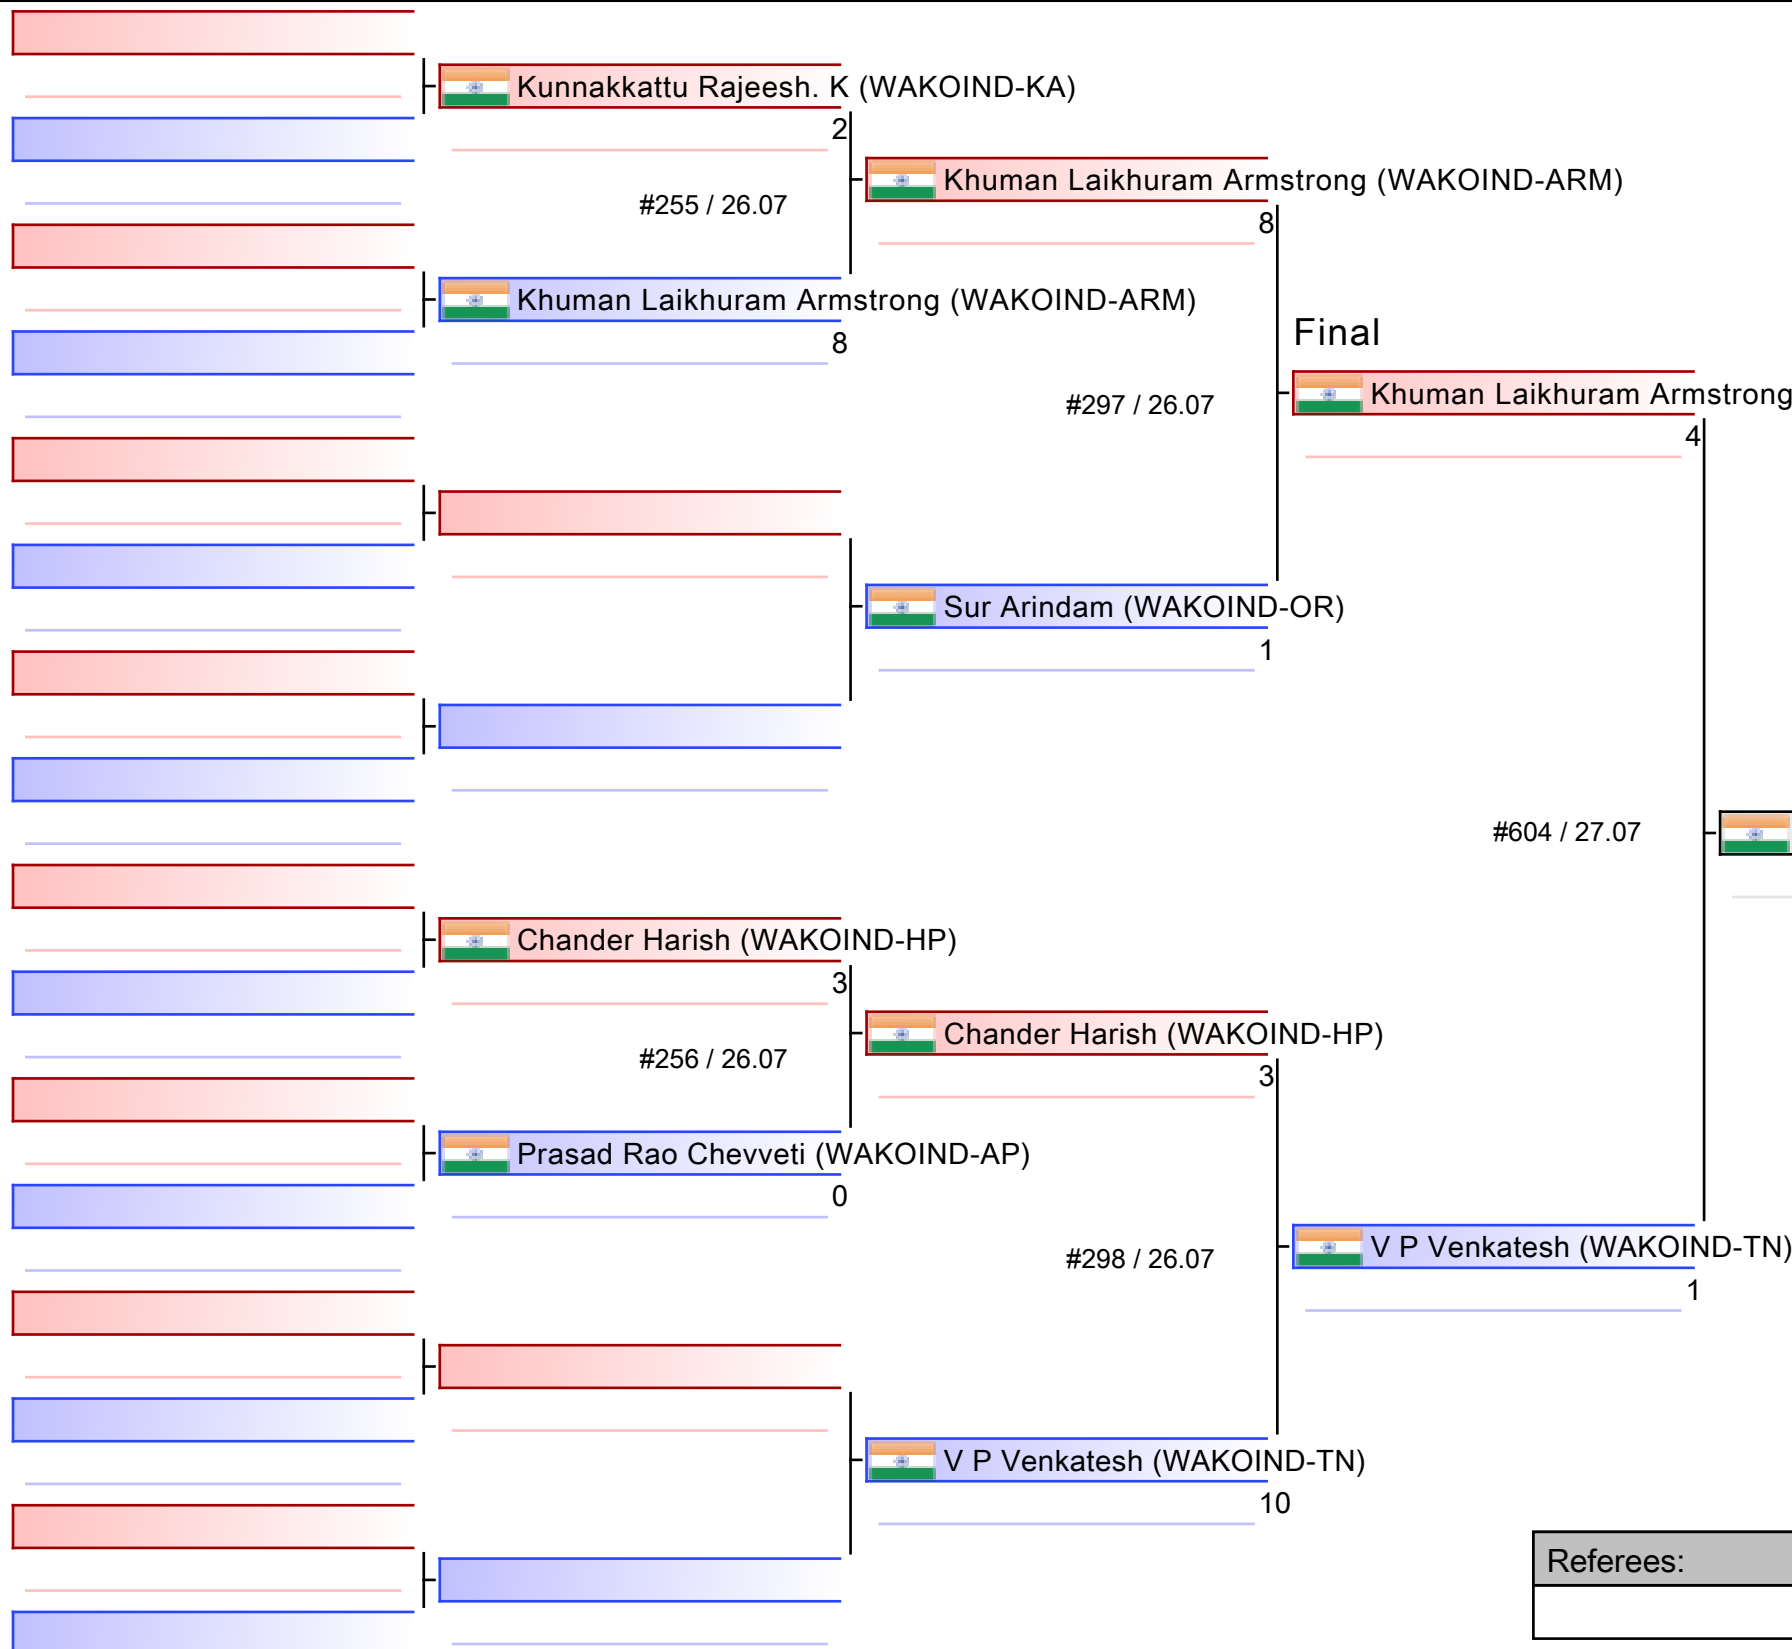 Kunnakkattu Rajeesh. K (WAKOIND-KA)
2
Khuman Laikhuram Armstrong (WAKOIND-ARM)
#255 / 26.07
8
Khuman Laikhuram Armstrong (WAKOIND-ARM)
8
Final
Khuman Laikhuram Armstrong
#297 / 26.07
4
Sur Arindam (WAKOIND-OR)
1
#604 / 27.07
Chander Harish (WAKOIND-HP)
3
Chander Harish (WAKOIND-HP)
#256 / 26.07
3
Prasad Rao Chevveti (WAKOIND-AP)
0
V P Venkatesh (WAKOIND-TN)
#298 / 26.07
1
V P Venkatesh (WAKOIND-TN)
10
Referees: